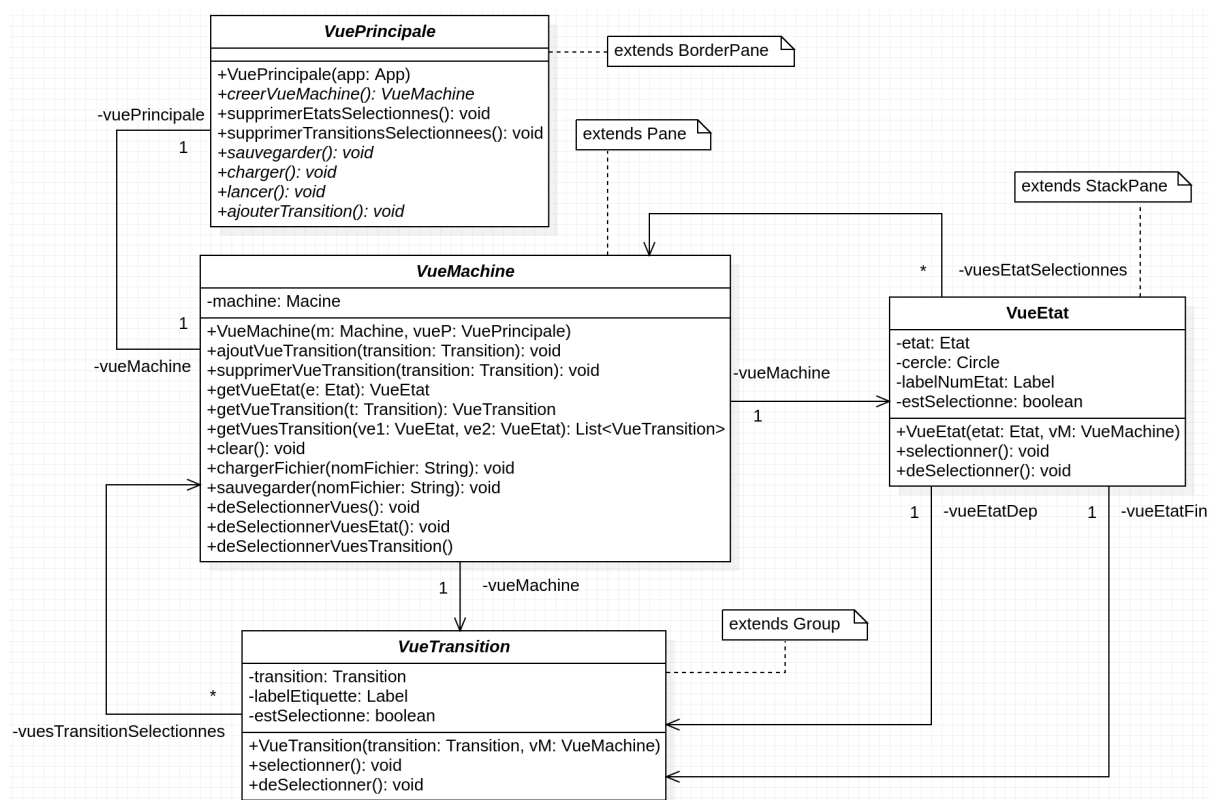 VuePrincipale
extends BorderPane
+VuePrincipale(app: App)
+creerVueMachine(): VueMachine
+supprimerEtatsSelectionnes(): void
+supprimerTransitionsSelectionnees(): void
+sauvegarder(): void
+charger(): void
+lancer(): void
+ajouterTransition(): void
-vuePrincipale
1
extends Pane
extends StackPane
VueMachine
-machine: Macine
+VueMachine(m: Machine, vueP: VuePrincipale)
+ajoutVueTransition(transition: Transition): void
+supprimerVueTransition(transition: Transition): void
+getVueEtat(e: Etat): VueEtat
+getVueTransition(t: Transition): VueTransition
+getVuesTransition(ve1: VueEtat, ve2: VueEtat): List<VueTransition>
+clear(): void
+chargerFichier(nomFichier: String): void
+sauvegarder(nomFichier: String): void
+deSelectionnerVues(): void
+deSelectionnerVuesEtat(): void
+deSelectionnerVuesTransition()
1
-vueMachine
* -vuesEtatSelectionnes
VueEtat
-etat: Etat
-cercle: Circle
-labelNumEtat: Label
-estSelectionne: boolean
+VueEtat(etat: Etat, vM: VueMachine)
+selectionner(): void
+deSelectionner(): void
-vueMachine
1
1 -vueEtatDep
1 -vueEtatFin
1 -vueMachine
extends Group
VueTransition
-transition: Transition
-labelEtiquette: Label
-estSelectionne: boolean
+VueTransition(transition: Transition, vM: VueMachine)
+selectionner(): void
+deSelectionner(): void
*
-vuesTransitionSelectionnes